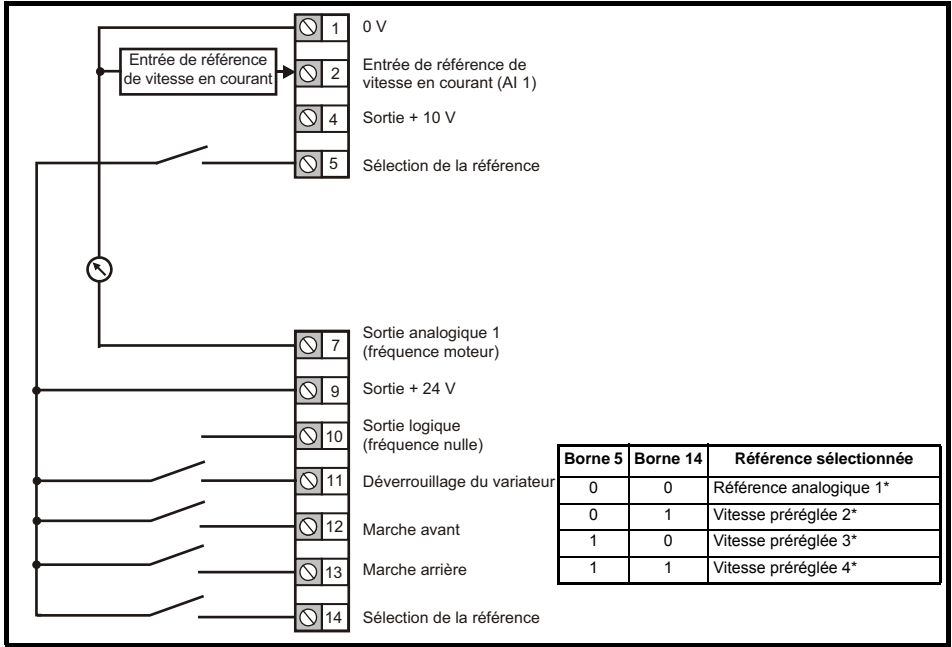 1 0 V
Entrée de référence
de vitesse en courant
2 Entrée de référence de
vitesse en courant (AI 1)
4 Sortie + 10 V
5 Sélection de la référence
7 Sortie analogique 1
(fréquence moteur)
9 Sortie + 24 V
10 Sortie logique
(fréquence nulle)
11 Déverrouillage du variateur
12 Marche avant
13 Marche arrière
14 Sélection de la référence
Borne 5 Borne 14 Référence sélectionnée
0 0 Référence analogique 1*
0 1 Vitesse préréglée 2*
1 0 Vitesse préréglée 3*
1 1 Vitesse préréglée 4*